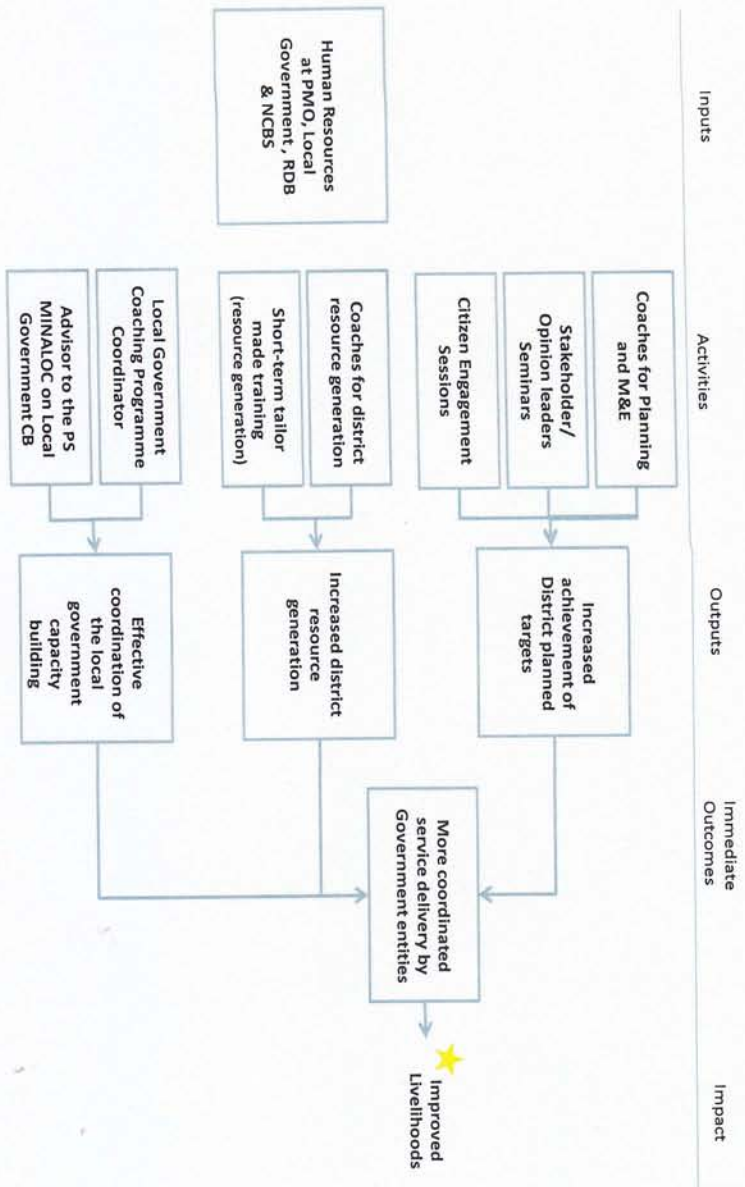 Inputs
Activities
Outputs
Immediate
Outcomes
Impact
Human Resources
at PMO, Local
Government , RDB
& NCBS
Coaches for Planning
and M&E
Stakeholder/
Opinion leaders
Seminars
Citizen Engagement
Sessions
Coaches for district
resource generation
Short-term tailor
made training
(resource generation)
Local Government
Coaching Programme
Coordinator
Advisor to the PS
MINALOC on Local
Government CB
Increased
achievement of
District planned
targets
Increased district
resource
generation
Effective
coordination of
the local
government
capacity
building
More coordinated
service delivery by
Government entities
Improved
Livelihoods